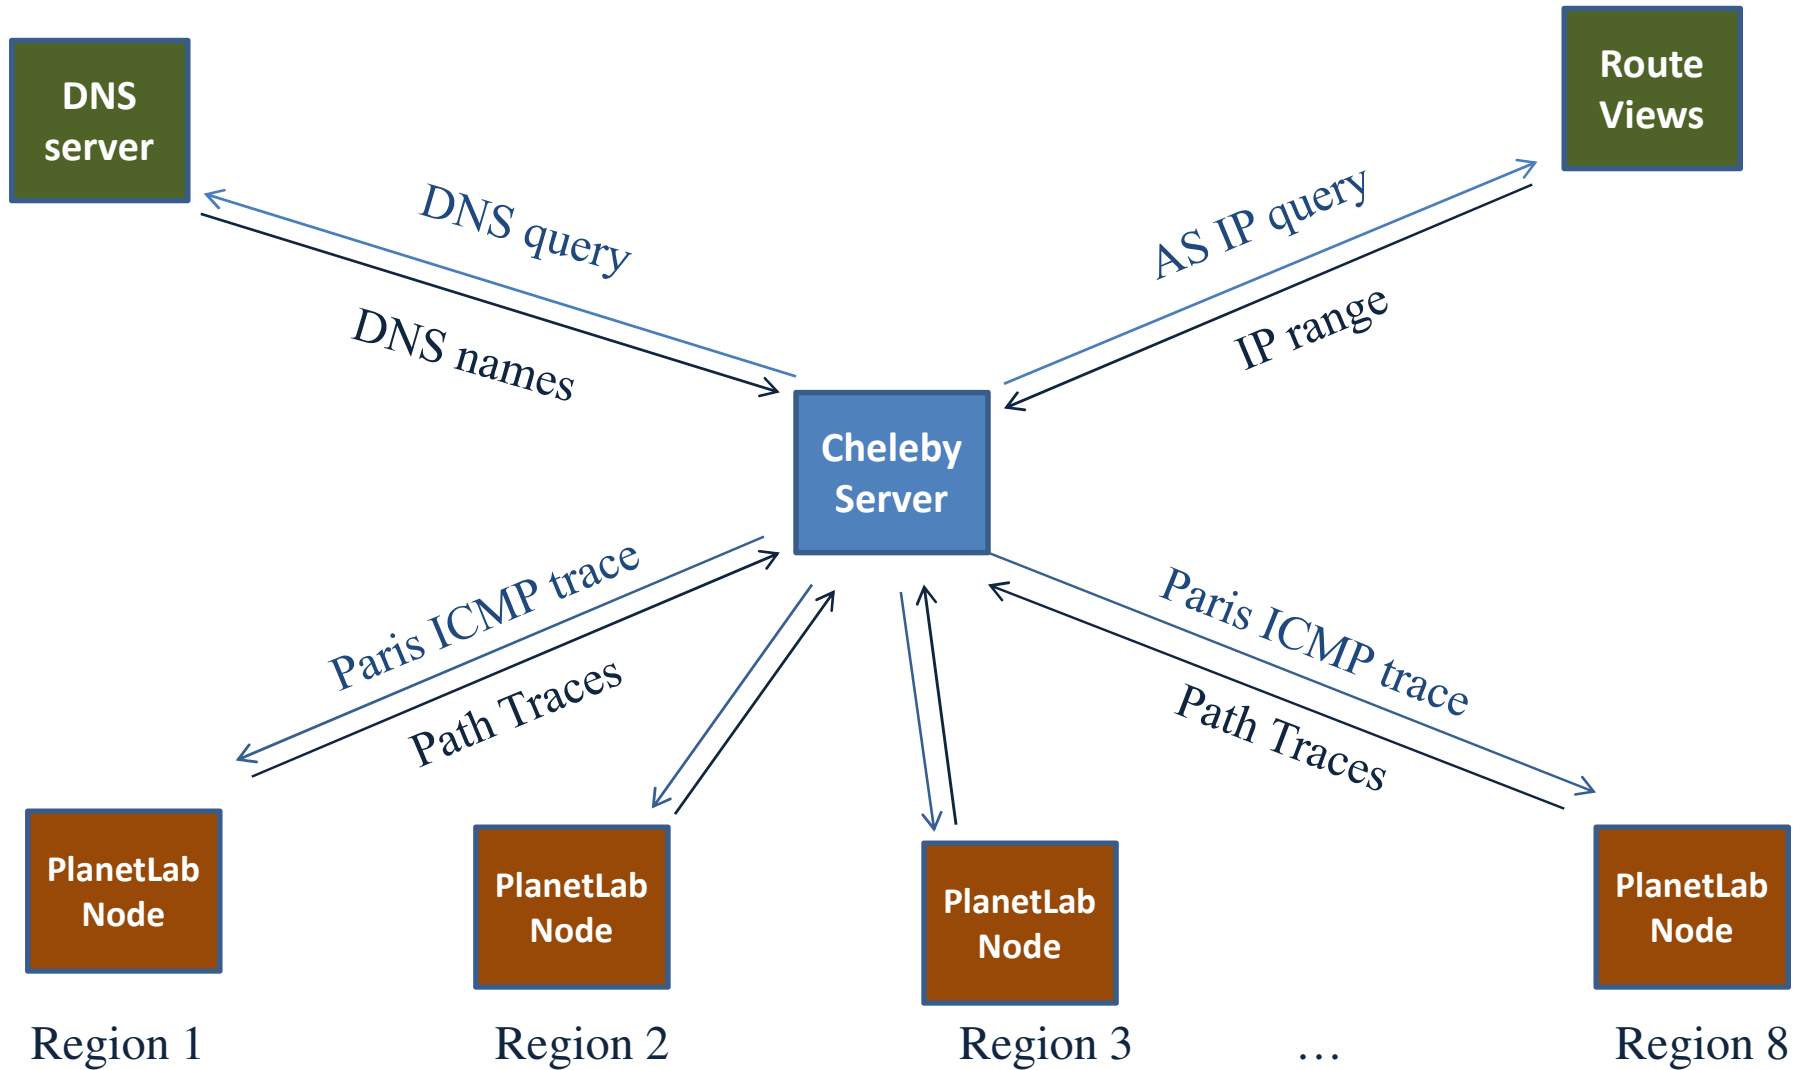 DNS
server
Route
Views
DNS query
AS IP query
DNS names
IP range
Cheleby
Server
Paris ICMP trace
Path Traces
Paris ICMP trace
Path Traces
PlanetLab
Node
PlanetLab
Node
PlanetLab
Node
PlanetLab
Node
Region 1
Region 2
Region 3
...
Region 8